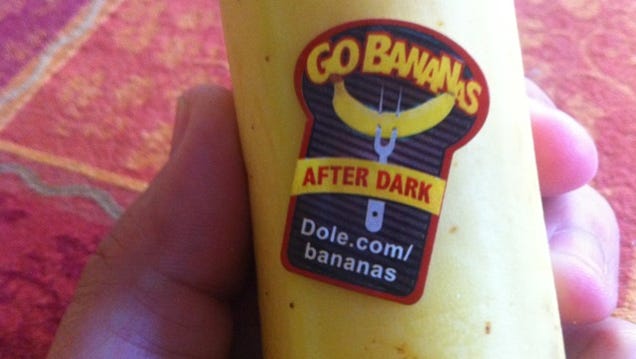 GO BANANAS
AFTER DARK
Dole.com/
bananas